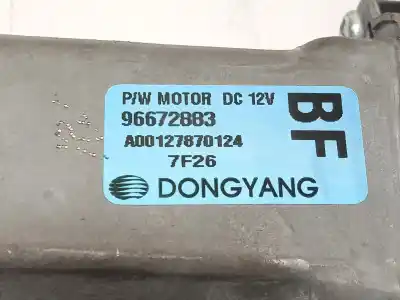 P/W MOTOR DC 12V
96672883
A00127870124
7F26
DONGYANG
BF